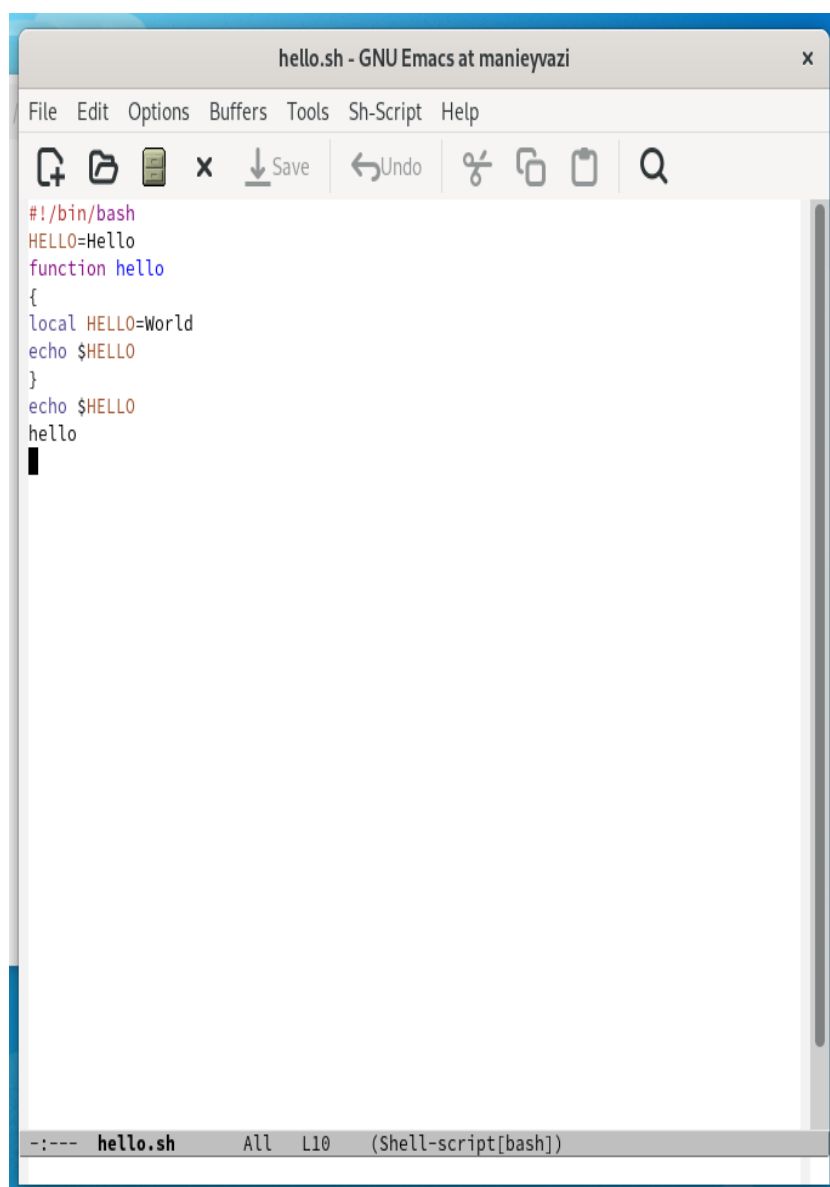 hello.sh - GNU Emacs at manieyvazi x
File Edit Options Buffers Tools Sh-Script Help
Save Undo
#!/bin/bash
HELLO=Hello
function hello
{
local HELLO=World
echo $HELLO
}
echo $HELLO
hello
-:--- hello.sh All L10 (Shell-script[bash])